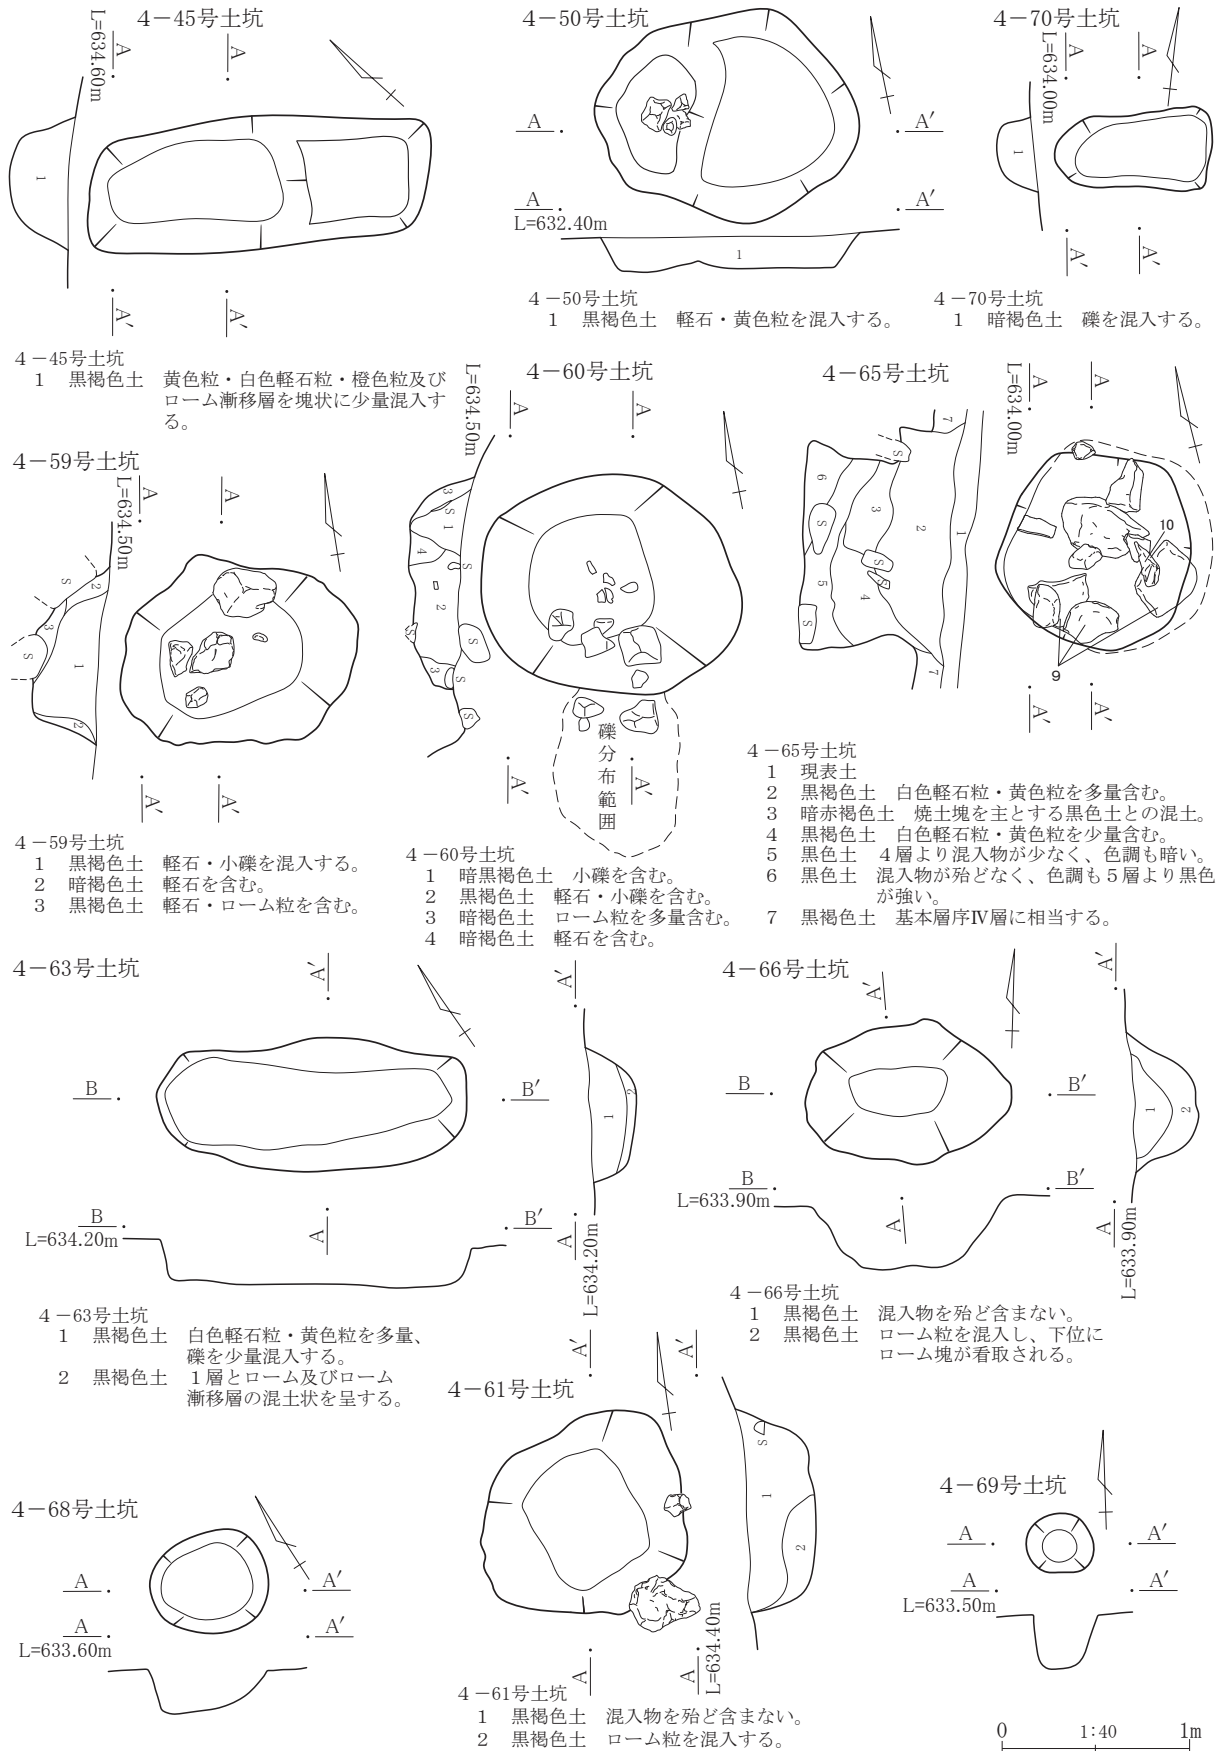 4－45号土坑
L=634.60m
A
A
1
A′
A′
4－45号土坑
1　黒褐色土　黄色粒・白色軽石粒・橙色粒及び
ローム漸移層を塊状に少量混入す
る。
4－50号土坑
A
A′
A
A′
L=632.40m
1
4－50号土坑
1　黒褐色土　軽石・黄色粒を混入する。
4－70号土坑
L=634.00m
A
A
1
A′
A′
4－70号土坑
1　暗褐色土　礫を混入する。
4－59号土坑
L=634.50m
A
A
S
2
3
S
1
2
A′
A′
4－59号土坑
1　黒褐色土　軽石・小礫を混入する。
2　暗褐色土　軽石を含む。
3　黒褐色土　軽石・ローム粒を含む。
4－60号土坑
L=634.50m
A
A
3
S
1
4
S
2
S
S
3
S
S
礫分布範囲
A′
A′
4－60号土坑
1　暗黒褐色土　小礫を含む。
2　黒褐色土　軽石・小礫を含む。
3　暗褐色土　ローム粒を多量含む。
4　暗褐色土　軽石を含む。
4－65号土坑
L=634.00m
A
A
7
S
6
3
S
2
1
S
S
5
4
S
7
10
9
A′
A′
4－65号土坑
1　現表土
2　黒褐色土　白色軽石粒・黄色粒を多量含む。
3　暗赤褐色土　焼土塊を主とする黒色土との混土。
4　黒褐色土　白色軽石粒・黄色粒を少量含む。
5　黒色土　4層より混入物が少なく、色調も暗い。
6　黒色土　混入物が殆どなく、色調も5層より黒色
が強い。
7　黒褐色土　基本層序Ⅳ層に相当する。
4－63号土坑
A′
A′
B
B′
1
2
B
B′
L=634.20m
A
A
L=634.20m
4－63号土坑
1　黒褐色土　白色軽石粒・黄色粒を多量、
礫を少量混入する。
2　黒褐色土　1層とローム及びローム
漸移層の混土状を呈する。
4－66号土坑
A′
A′
B
B′
1
2
B
B′
L=633.90m
A
A
L=633.90m
4－66号土坑
1　黒褐色土　混入物を殆ど含まない。
2　黒褐色土　ローム粒を混入し、下位に
ローム塊が看取される。
4－61号土坑
A′
A′
S
1
2
A
A
L=634.40m
4－61号土坑
1　黒褐色土　混入物を殆ど含まない。
2　黒褐色土　ローム粒を混入する。
4－68号土坑
A
A′
A
A′
L=633.60m
4－69号土坑
A
A′
A
A′
L=633.50m
0　1:40　1m